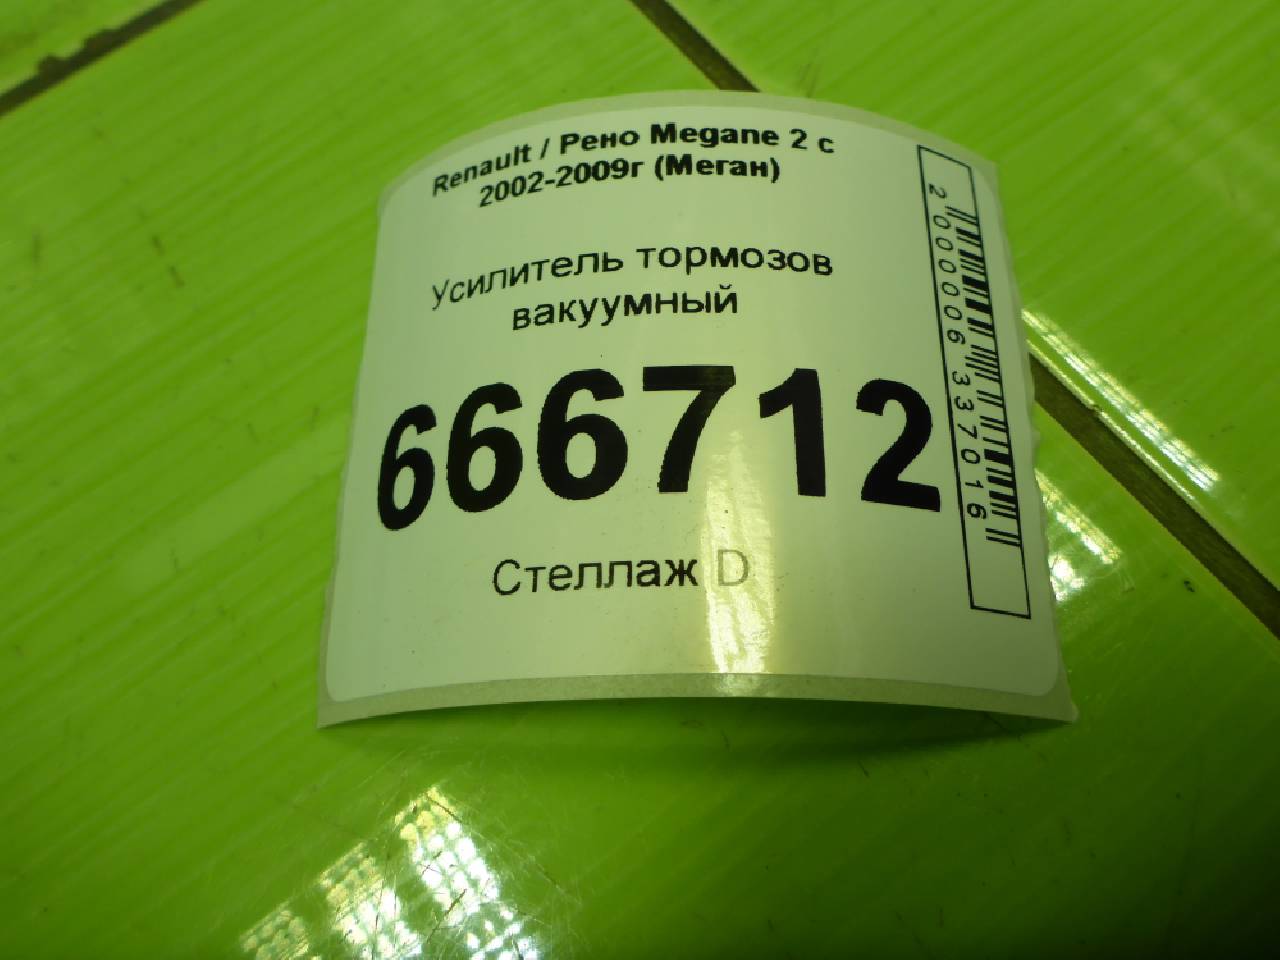 Renault / Рено Megane 2 с
2002-2009г (Меган)
Усилитель тормозов
вакуумный
666712
Стеллаж D
2000006337016